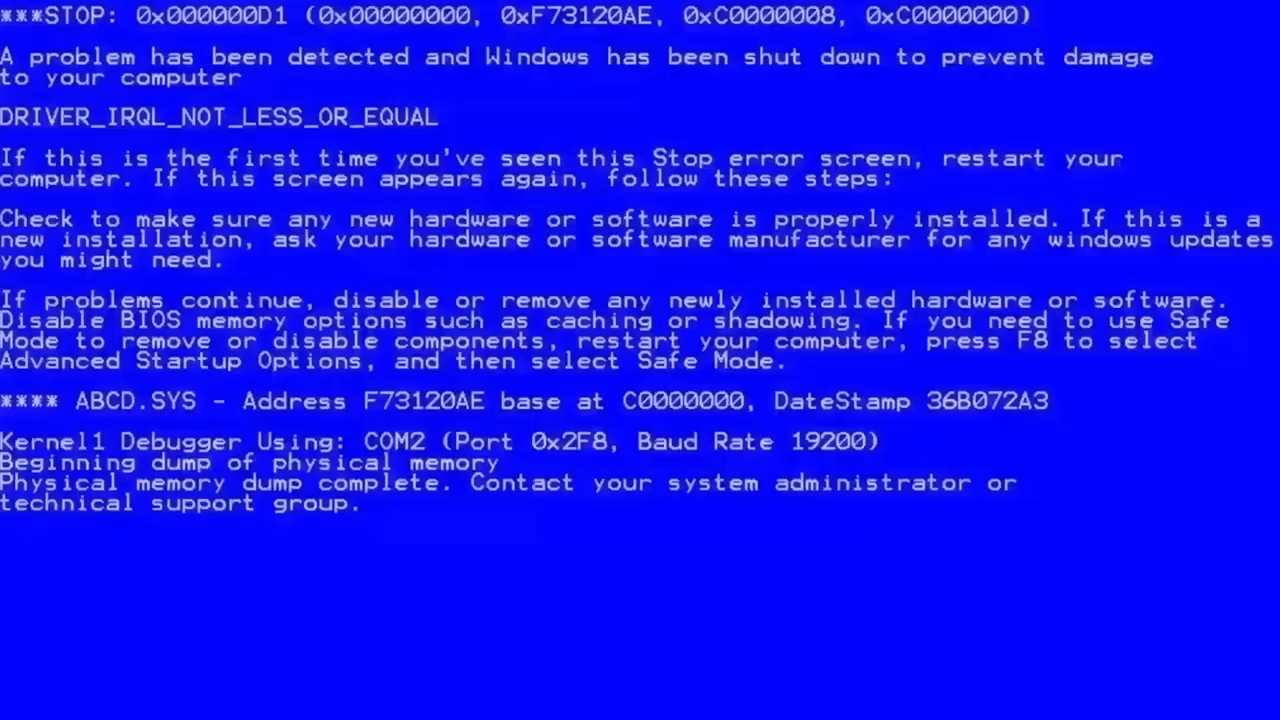 ***STOP: 0x000000D1 (0x00000000, 0xF73120AE, 0xC0000008, 0xC0000000)
A problem has been detected and Windows has been shut down to prevent damage
to your computer
DRIVER_IRQL_NOT_LESS_OR_EQUAL
If this is the first time you've seen this Stop error screen, restart your
computer. If this screen appears again, follow these steps:
Check to make sure any new hardware or software is properly installed. If this is a
new installation, ask your hardware or software manufacturer for any windows updates
you might need.
If problems continue, disable or remove any newly installed hardware or software.
Disable BIOS memory options such as caching or shadowing. If you need to use Safe
Mode to remove or disable components, restart your computer, press F8 to select
Advanced Startup Options, and then select Safe Mode.
**** ABCD.SYS - Address F73120AE base at C0000000, DateStamp 36B072A3
Kernel1 Debugger Using: COM2 (Port 0x2F8, Baud Rate 19200)
Beginning dump of physical memory
Physical memory dump complete. Contact your system administrator or
technical support group.